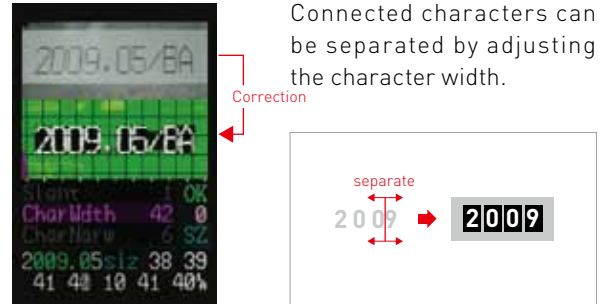 2009.05/BA
2009.05/BA
Slant 1 OK
CharWdth 42 0
CharNarw 6 SZ
2009.05siz 38 39
41 40 10 41 40%
Correction
Connected characters can
be separated by adjusting
the character width.
separate
2009
2009